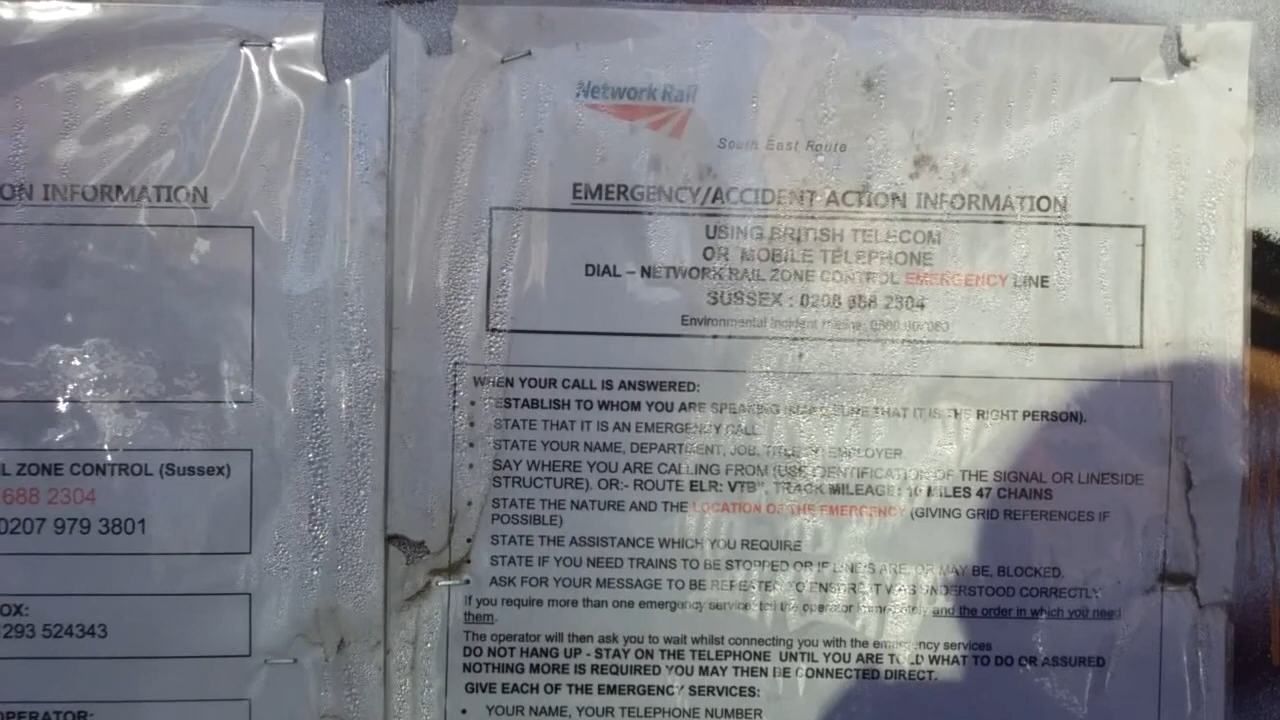 ON INFORMATION
L ZONE CONTROL (Sussex)
688 2304
0207 979 3801
OX:
293 524343
OPERATOR:
Network Rail
South East Route
EMERGENCY/ACCIDENT ACTION INFORMATION
USING BRITISH TELECOM
OR MOBILE TELEPHONE
DIAL – NETWORK RAIL ZONE CONTROL EMERGENCY LINE
SUSSEX : 0208 688 2304
Environmental Incident
WHEN YOUR CALL IS ANSWERED:
• ESTABLISH TO WHOM YOU ARE SPEAKING SURE THAT IT IS THE RIGHT PERSON).
• STATE THAT IT IS AN EMERGENCY CALL
• STATE YOUR NAME, DEPARTMENT, JOB, TITLE EMPLOYER
• SAY WHERE YOU ARE CALLING FROM (USE IDENTIFICATION OF THE SIGNAL OR LINESIDE
STRUCTURE). OR:- ROUTE ELR: TRACK MILEAGE: MILES 47 CHAINS
• STATE THE NATURE AND THE LOCATION OF THE EMERGENCY (GIVING GRID REFERENCES IF
POSSIBLE)
• STATE THE ASSISTANCE WHICH YOU REQUIRE
STATE IF YOU NEED TRAINS TO BE STOPPED OR IF LINES ARE, OR MAY BE, BLOCKED.
• ASK FOR YOUR MESSAGE TO BE REPEATED TO ENSURE IT WAS UNDERSTOOD CORRECTLY
If you require more than one emergency service tell the operator immediately and the order in which you need
them.
The operator will then ask you to wait whilst connecting you with the emergency services
DO NOT HANG UP - STAY ON THE TELEPHONE UNTIL YOU ARE TOLD WHAT TO DO OR ASSURED
NOTHING MORE IS REQUIRED YOU MAY THEN BE CONNECTED DIRECT.
GIVE EACH OF THE EMERGENCY SERVICES:
• YOUR NAME, YOUR TELEPHONE NUMBER